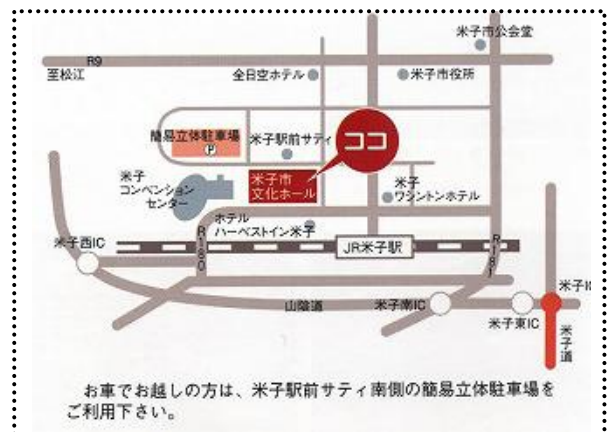 米子市公会堂
R9
至松江
全日空ホテル
米子市役所
簡易立体駐車場
P
米子駅前サティ
ココ
米子
コンベンション
センター
米子市
文化ホール
米子
ワシントンホテル
ホテル
ハーベストイン米子
R180
JR米子駅
R181
米子西IC
山陰道
米子南IC
米子東IC
米子IC
米子道
お車でお越しの方は、米子駅前サティ南側の簡易立体駐車場を
ご利用下さい。